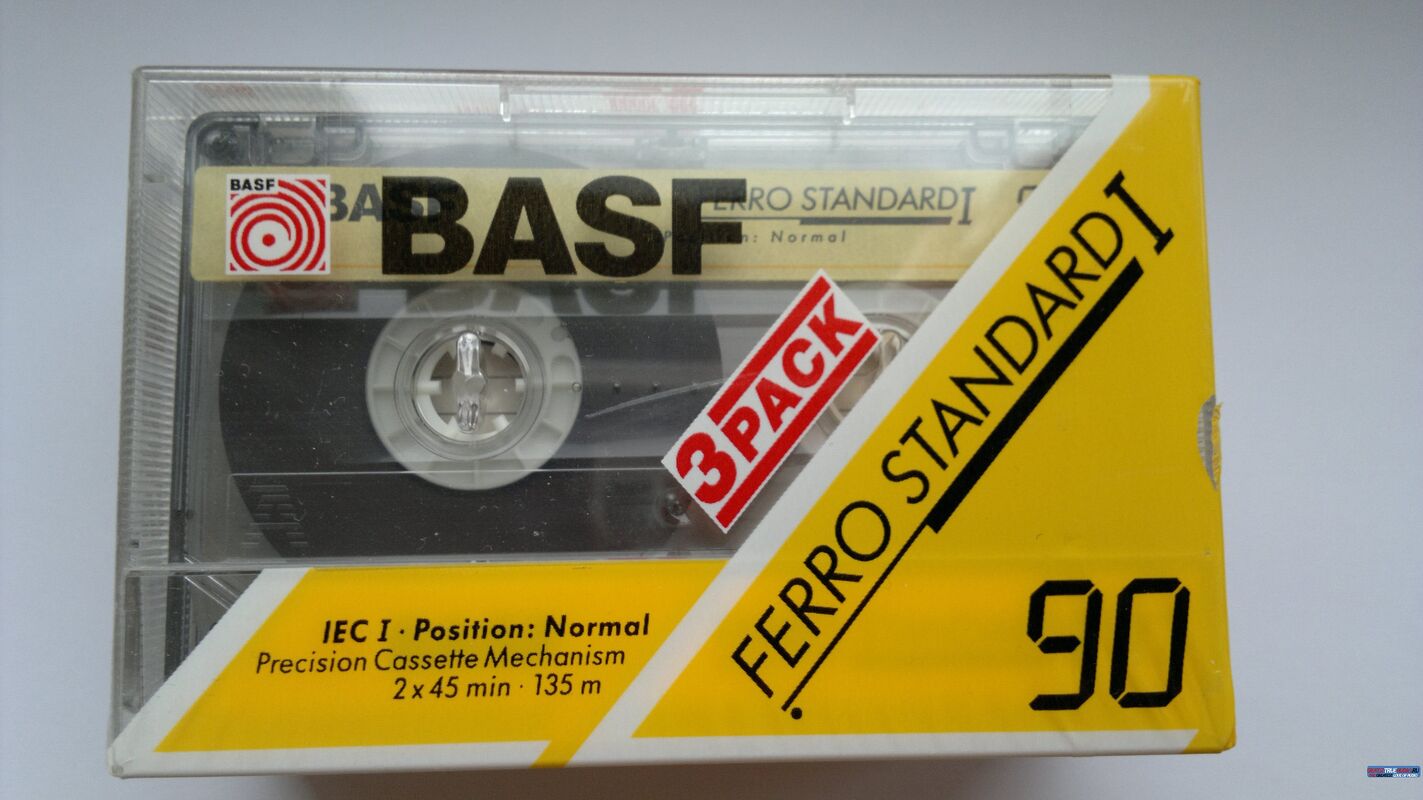 BASF
BASF
BASF
FERRO STANDARD I
Position: Normal
3 PACK
FERRO STANDARD I
90
IEC I · Position: Normal
Precision Cassette Mechanism
2 x 45 min · 135 m